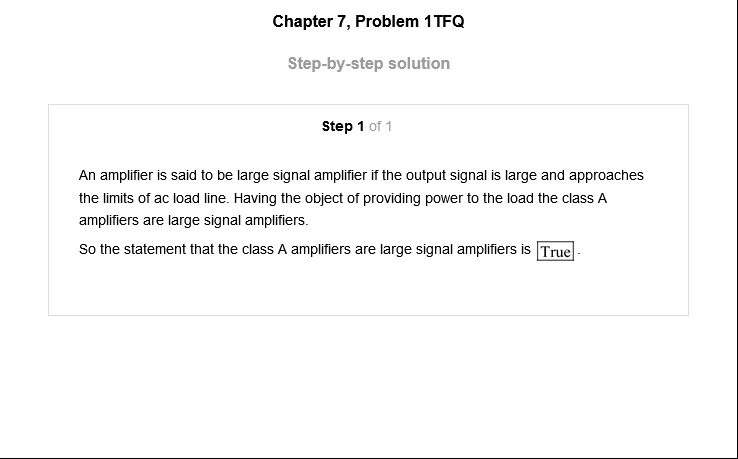 Chapter 7, Problem 1TFQ
Step-by-step solution
Step 1 of 1
An amplifier is said to be large signal amplifier if the output signal is large and approaches
the limits of ac load line. Having the object of providing power to the load the class A
amplifiers are large signal amplifiers.
So the statement that the class A amplifiers are large signal amplifiers is True.